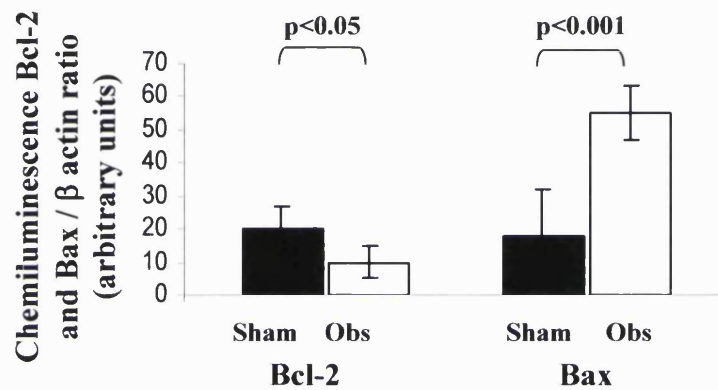 p<0.05
p<0.001
Chemiluminescence Bcl-2
and Bax / β actin ratio
(arbitrary units)
70
60
50
40
30
20
10
0
Sham Obs
Sham Obs
Bcl-2
Bax